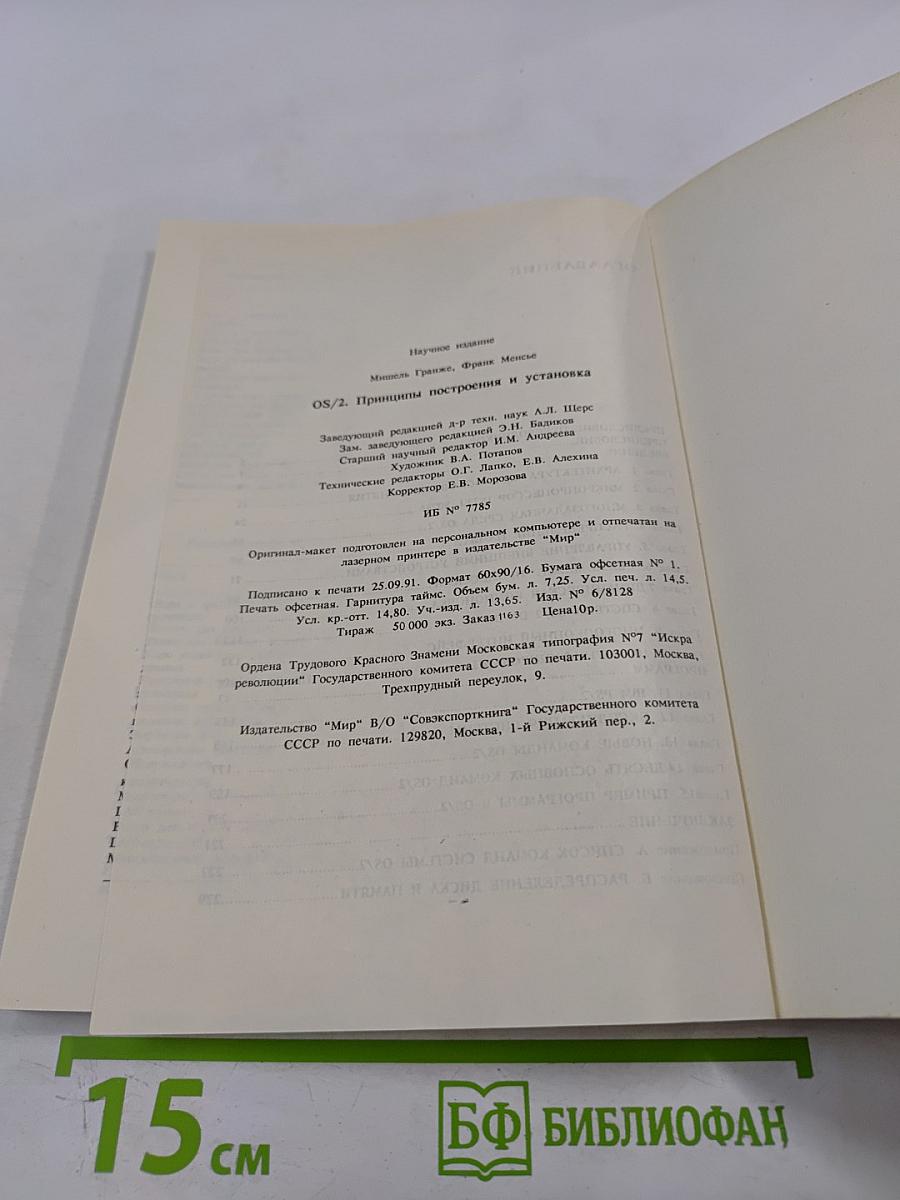 Научное издание
Мишель Гранже, Франк Менсье
OS/2. Принципы построения и установка
Заведующий редакцией д-р техн. наук А.Л. Щерс
Зам. заведующего редакцией Э.Н. Бадиков
Старший научный редактор И.М. Андреева
Художник В.А. Потапов
Технические редакторы О.Г. Лапко, Е.В. Алехина
Корректор Е.В. Морозова
ИБ № 7785
Оригинал-макет подготовлен на персональном компьютере и отпечатан на
лазерном принтере в издательстве "Мир"
Подписано к печати 25.09.91. Формат 60х90/16. Бумага офсетная № 1.
Печать офсетная. Гарнитура таймс. Объем бум. л. 7,25. Усл. печ. л. 14,5.
Усл. кр.-отт. 14,80. Уч.-изд. л. 13,65. Изд. № 6/8128
Тираж 50 000 экз. Заказ 1163 Цена10р.
Ордена Трудового Красного Знамени Московская типография №7 "Искра
революции" Государственного комитета СССР по печати. 103001, Москва,
Трехпрудный переулок, 9.
Издательство "Мир" В/О "Совэкспорткнига" Государственного комитета
СССР по печати. 129820, Москва, 1-й Рижский пер., 2.
15 см
БФ БИБЛИОФАН